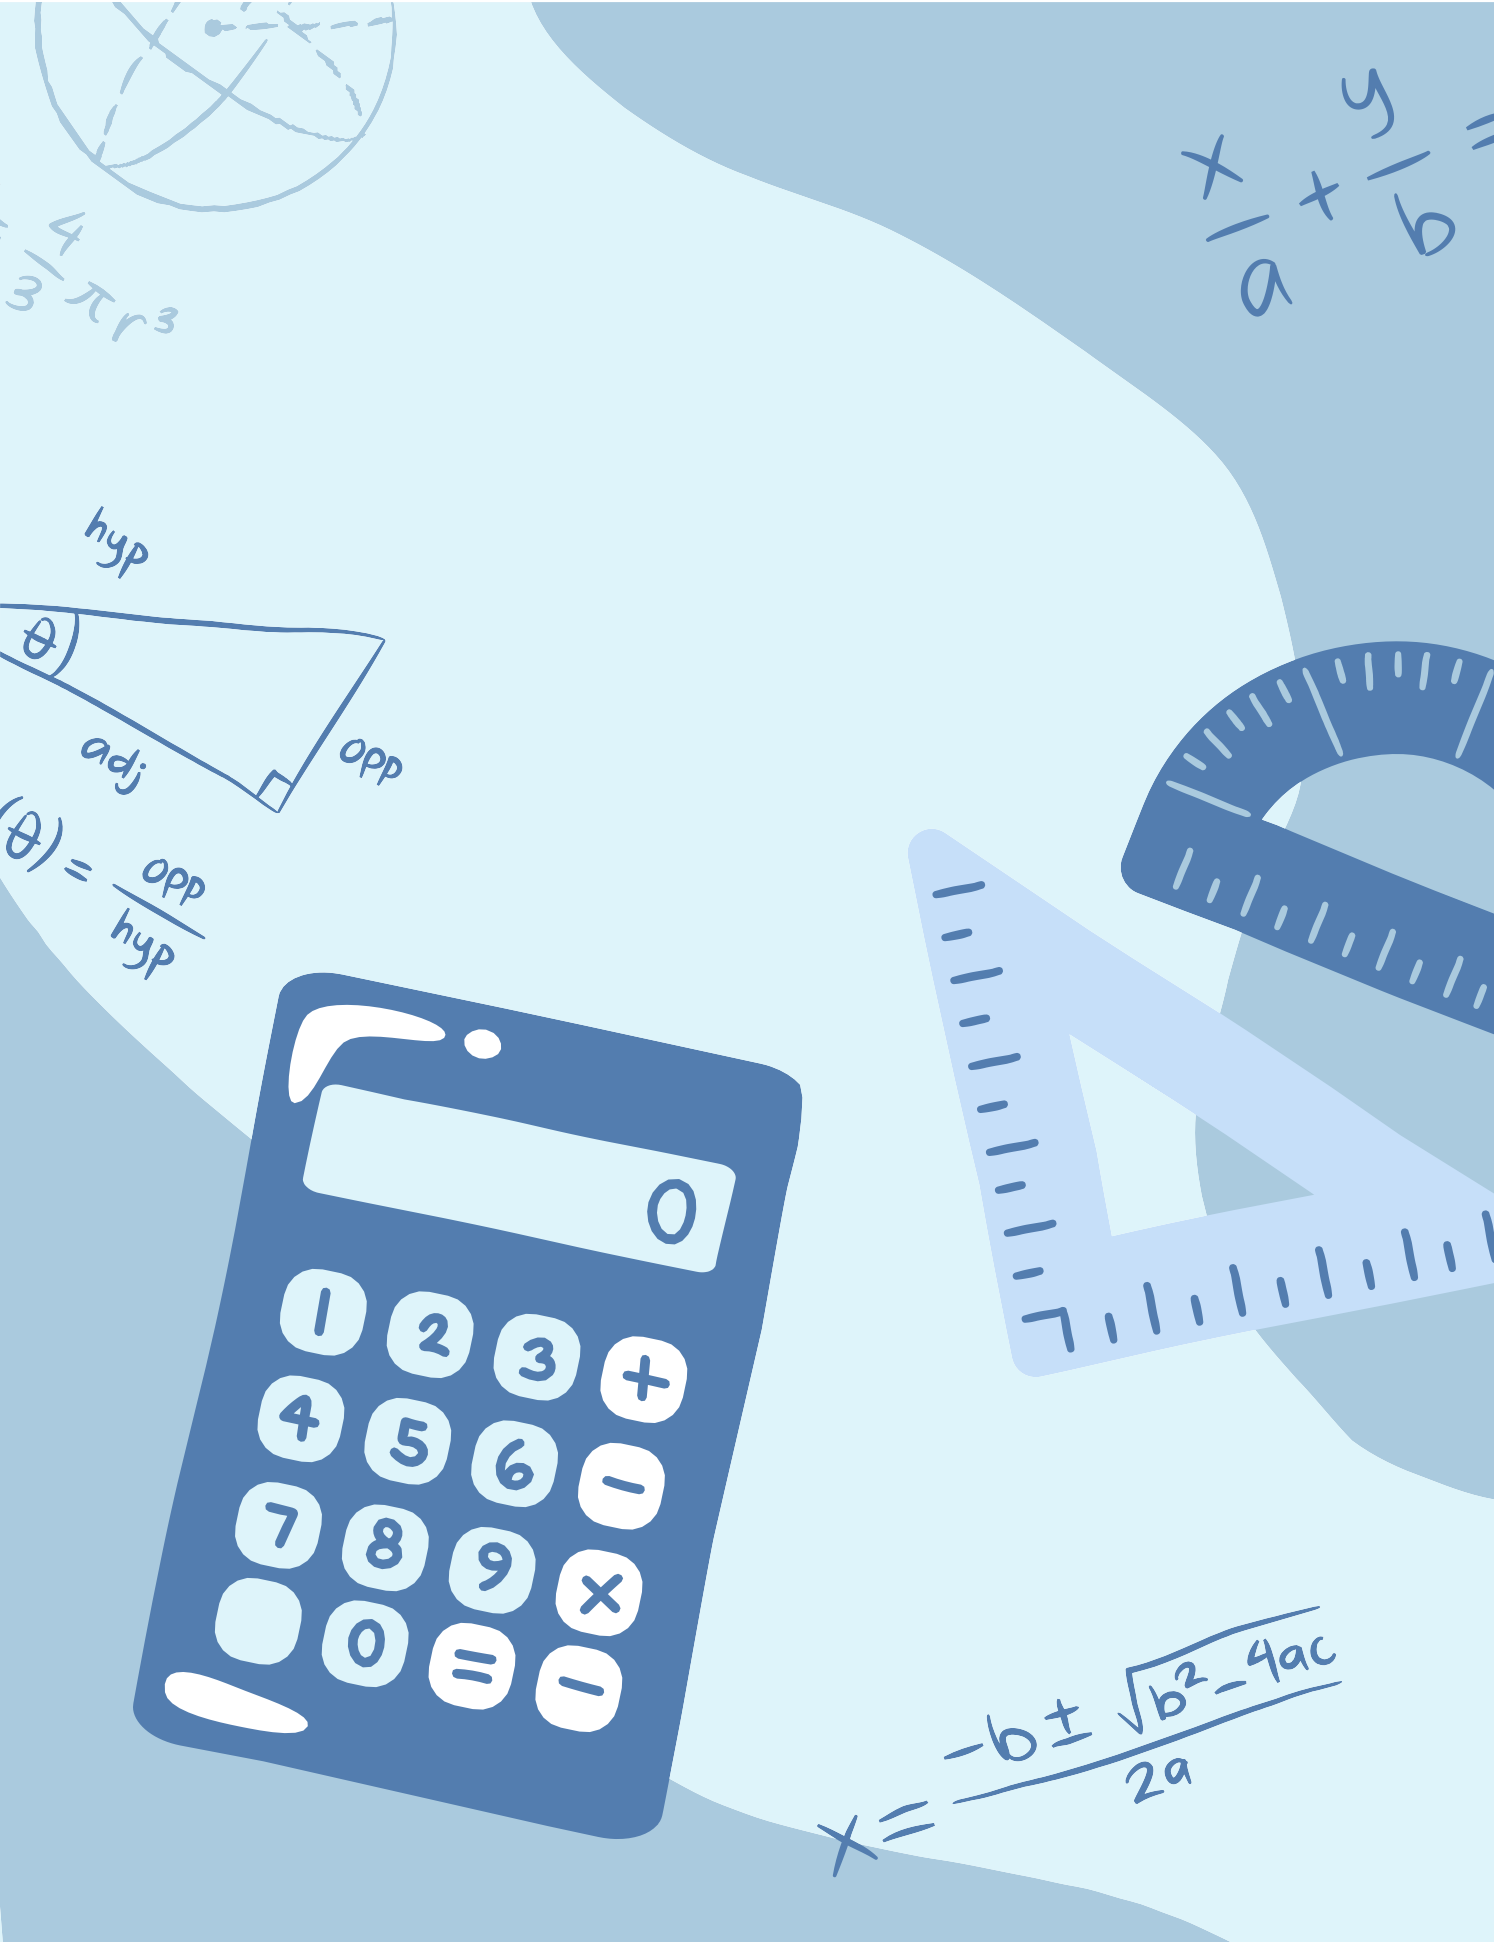 x/a + y/b =
= 4/3 πr³
hyp
θ
adj
opp
(θ) = opp/hyp
0
1 2 3 +
4 5 6 −
7 8 9 ×
0 = −
x = -b ± √b² - 4ac / 2a